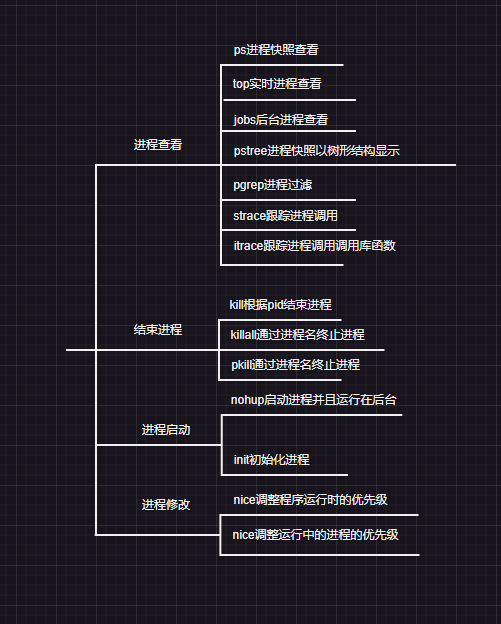 进程查看
ps进程快照查看
top实时进程查看
jobs后台进程查看
pstree进程快照以树形结构显示
pgrep进程过滤
strace跟踪进程调用
itrace跟踪进程调用调用库函数
结束进程
kill根据pid结束进程
killall通过进程名终止进程
pkill通过进程名终止进程
进程启动
nohup启动进程并且运行在后台
init初始化进程
进程修改
nice调整程序运行时的优先级
nice调整运行中的进程的优先级